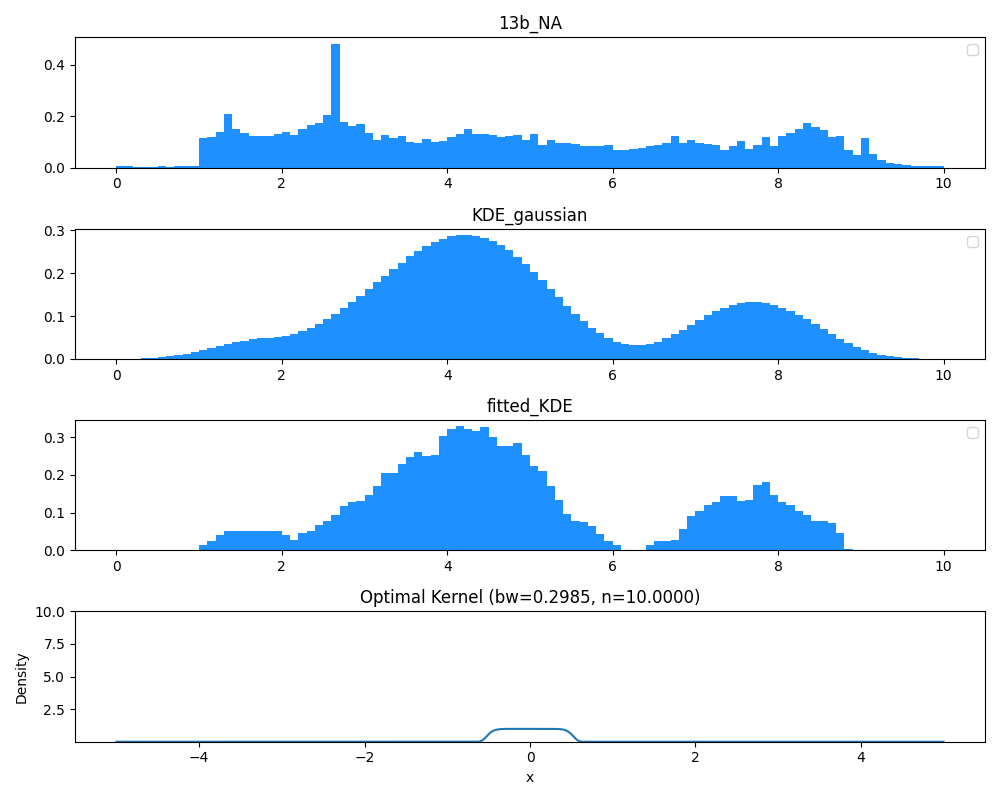 13b_NA
0.4
0.2
0.0
0 2 4 6 8 10
KDE_gaussian
0.3
0.2
0.1
0.0
0 2 4 6 8 10
fitted_KDE
0.3
0.2
0.1
0.0
0 2 4 6 8 10
Optimal Kernel (bw=0.2985, n=10.0000)
10.0
7.5
5.0
2.5
Density
−4 −2 0 2 4
x